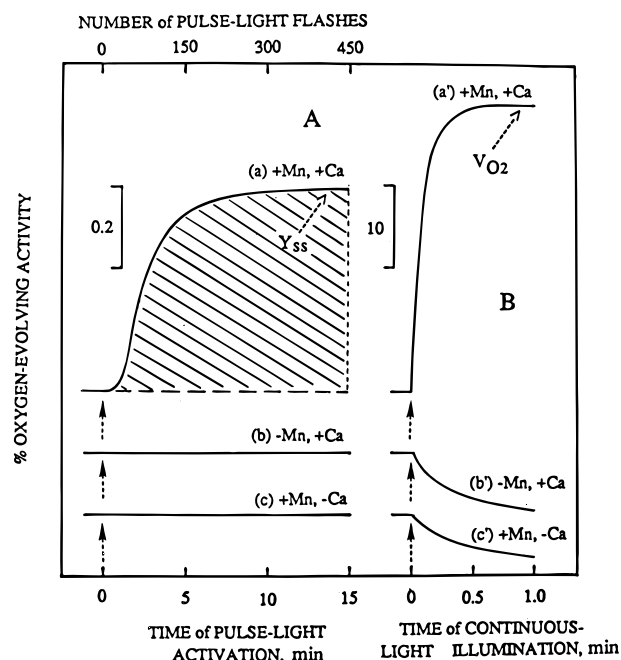 NUMBER of PULSE-LIGHT FLASHES
0 150 300 450
(a') +Mn, +Ca
A
V O2
(a) +Mn, +Ca
0.2
10
Yss
B
% OXYGEN-EVOLVING ACTIVITY
(b) -Mn, +Ca
(b') -Mn, +Ca
(c) +Mn, -Ca
(c') +Mn, -Ca
0 5 10 15 0 0.5 1.0
TIME of PULSE-LIGHT
ACTIVATION, min
TIME of CONTINUOUS-
LIGHT ILLUMINATION, min